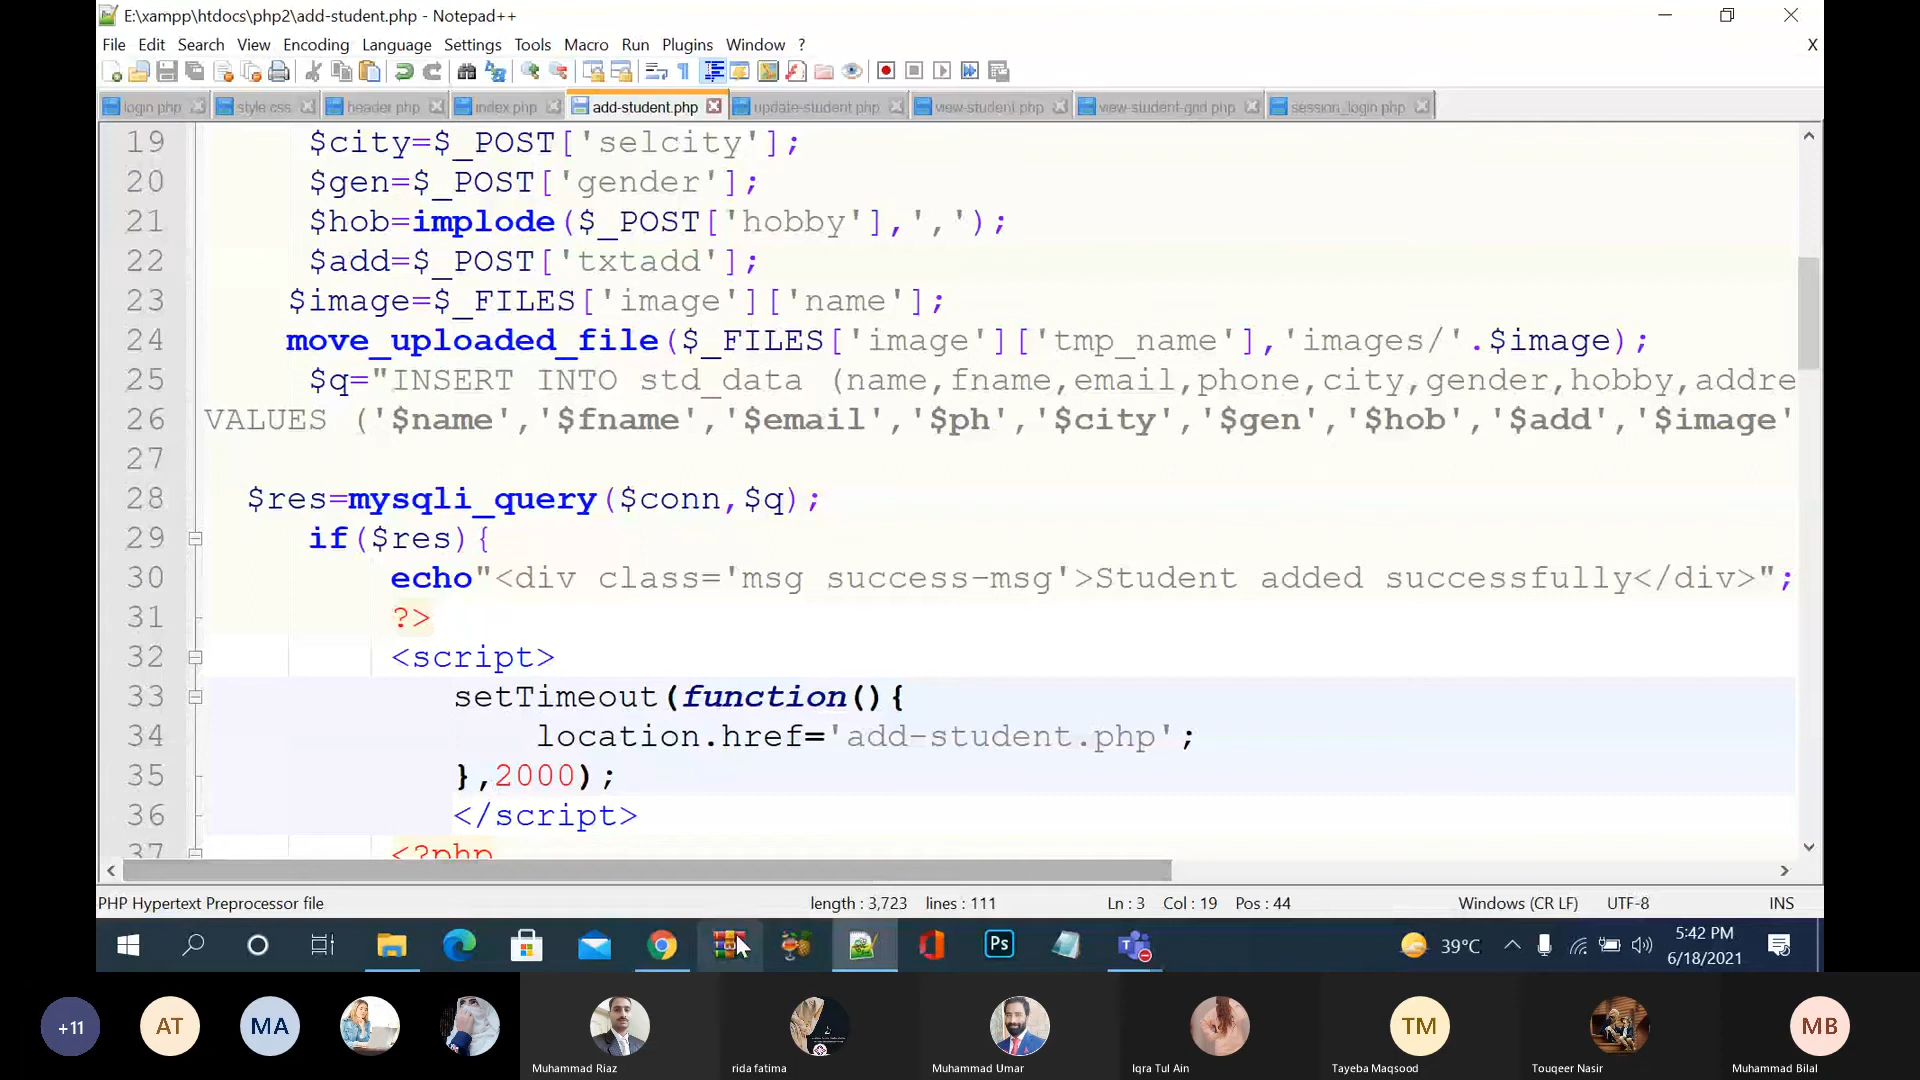 E:\xampp\htdocs\php2\add-student.php - Notepad++
File Edit Search View Encoding Language Settings Tools Macro Run Plugins Window ? X
login.php style.css header.php index.php add-student.php update-student.php view-student.php view-student-grid.php session_login.php
19 $city=$_POST['selcity'];
20 $gen=$_POST['gender'];
21 $hob=implode($_POST['hobby'],',');
22 $add=$_POST['txtadd'];
23 $image=$_FILES['image']['name'];
24 move_uploaded_file($_FILES['image']['tmp_name'],'images/'.$image);
25 $q="INSERT INTO std_data (name,fname,email,phone,city,gender,hobby,addre
26 VALUES ('$name','$fname','$email','$ph','$city','$gen','$hob','$add','$image'
27
28 $res=mysqli_query($conn,$q);
29 if($res){
30 echo"<div class='msg success-msg'>Student added successfully</div>";
31 ?>
32 <script>
33 setTimeout(function(){
34 location.href='add-student.php';
35 },2000);
36 </script>
37 <?php
PHP Hypertext Preprocessor file length : 3,723 lines : 111 Ln : 3 Col : 19 Pos : 44 Windows (CR LF) UTF-8 INS
Ps 39°C 5:42 PM
6/18/2021
+11 AT MA TM MB
Muhammad Riaz rida fatima Muhammad Umar Iqra Tul Ain Tayeba Maqsood Touqeer Nasir Muhammad Bilal